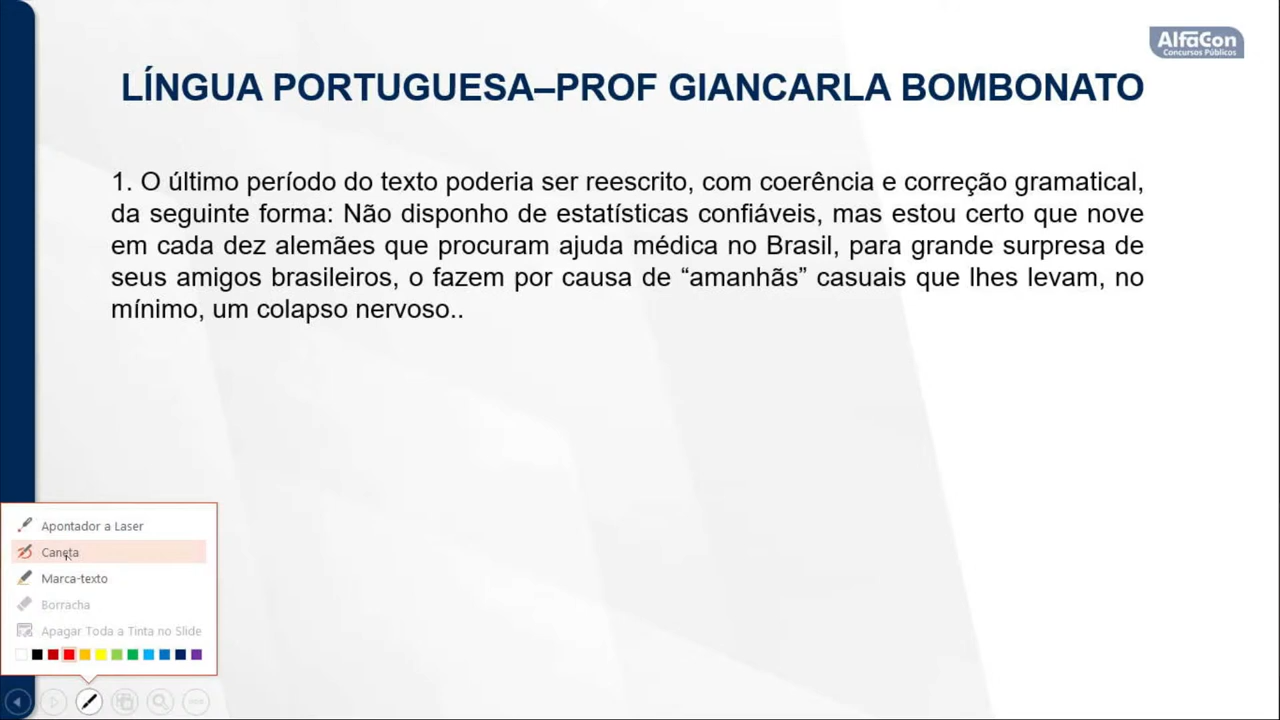 AlfaCon
Concursos Públicos
LÍNGUA PORTUGUESA–PROF GIANCARLA BOMBONATO
1. O último período do texto poderia ser reescrito, com coerência e correção gramatical,
da seguinte forma: Não disponho de estatísticas confiáveis, mas estou certo que nove
em cada dez alemães que procuram ajuda médica no Brasil, para grande surpresa de
seus amigos brasileiros, o fazem por causa de “amanhãs” casuais que lhes levam, no
mínimo, um colapso nervoso..
Apontador a Laser
Caneta
Marca-texto
Borracha
Apagar Toda a Tinta no Slide